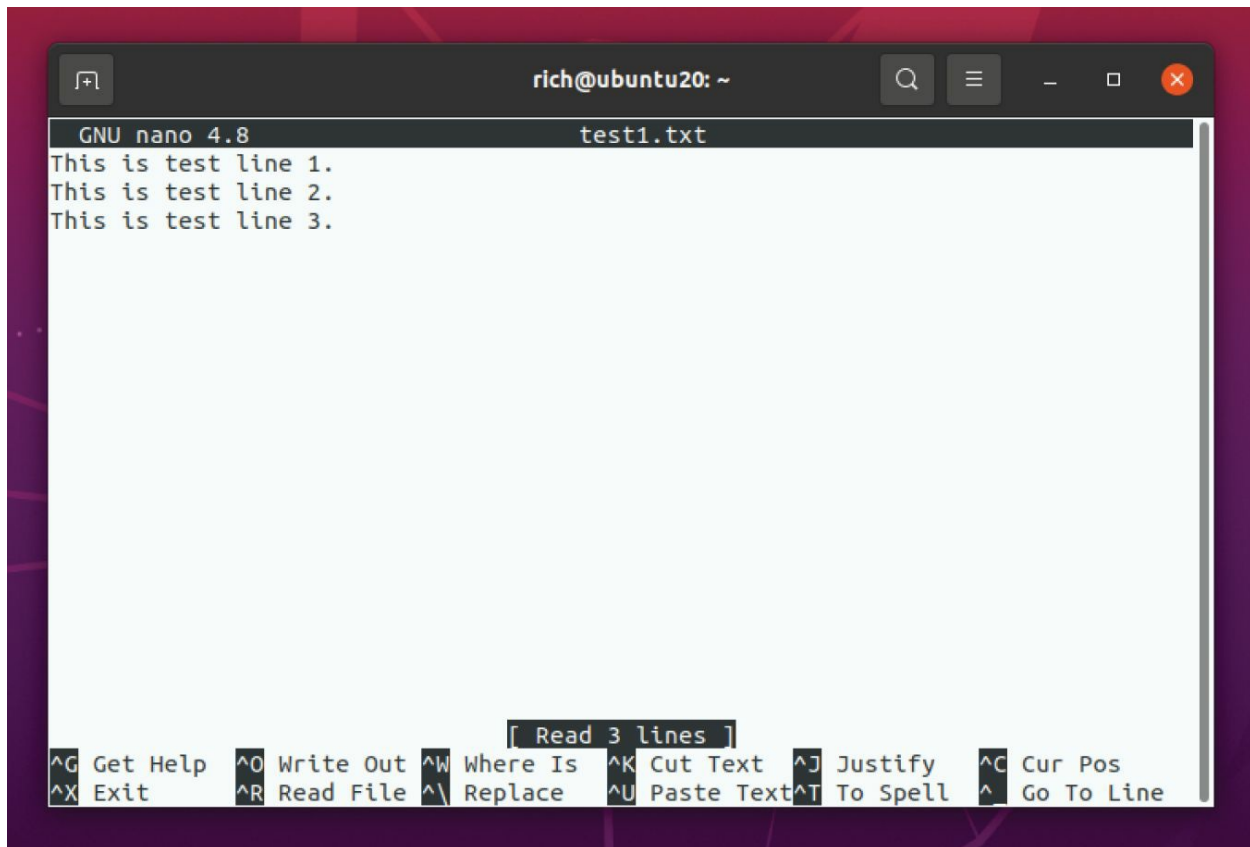 rich@ubuntu20: ~
GNU nano 4.8 test1.txt
This is test line 1.
This is test line 2.
This is test line 3.
[ Read 3 lines ]
^G Get Help ^O Write Out ^W Where Is ^K Cut Text ^J Justify ^C Cur Pos
^X Exit ^R Read File ^\ Replace ^U Paste Text ^T To Spell ^_ Go To Line